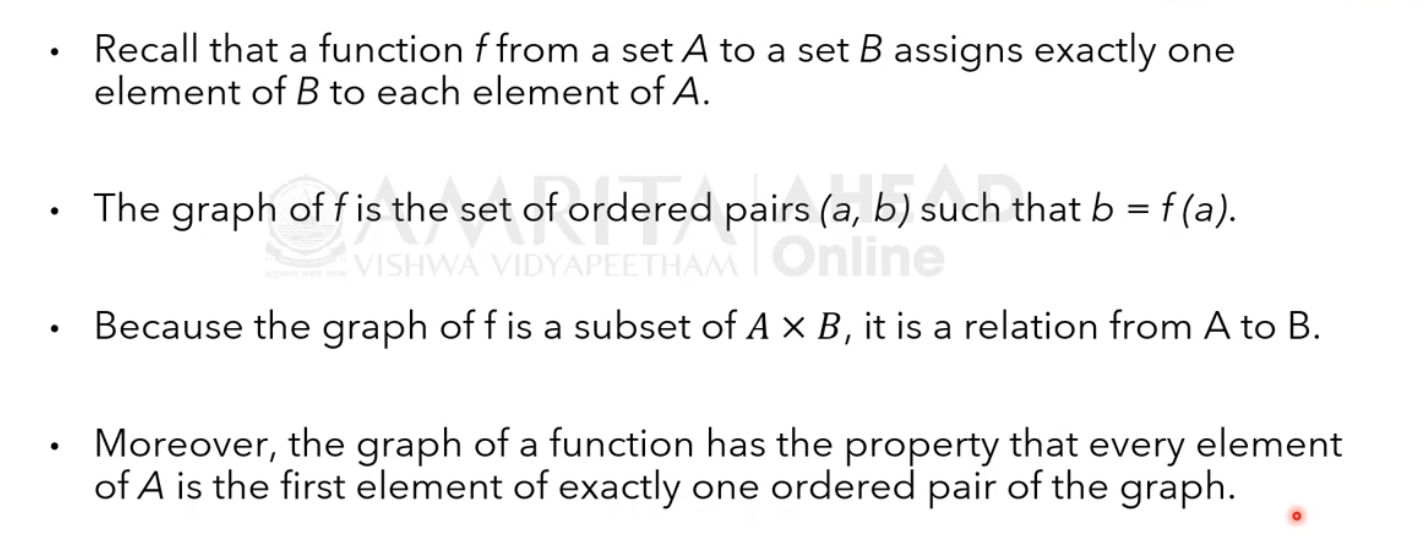 • Recall that a function f from a set A to a set B assigns exactly one
element of B to each element of A.
• The graph of f is the set of ordered pairs (a, b) such that b = f (a).
AMRITA AHEAD
VISHWA VIDYAPEETHAM Online
• Because the graph of f is a subset of A × B, it is a relation from A to B.
• Moreover, the graph of a function has the property that every element
of A is the first element of exactly one ordered pair of the graph.